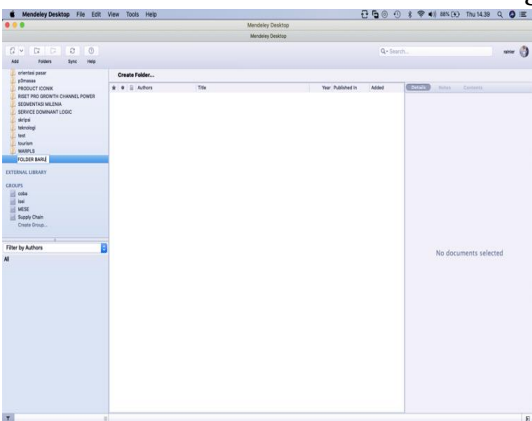 Mendeley Desktop File Edit View Tools Help 88% Thu 14.39
Mendeley Desktop
Mendeley Desktop
Search...
Add Folders Sync Help
orientasi pasar
PRODUCT ICONIK
RISET PRO GROWTH CHANNEL POWER
SEGMENTASI MILENIA
SERVICE DOMINANT LOGIC
skripsi
teknologi
test
tourism
WARPLS
FOLDER BARU
EXTERNAL LIBRARY
GROUPS
coba
MESE
Supply Chain
Create Group...
Filter by Authors
All
Create Folder...
Authors Title Year Published In Added
Details Notes Contents
No documents selected